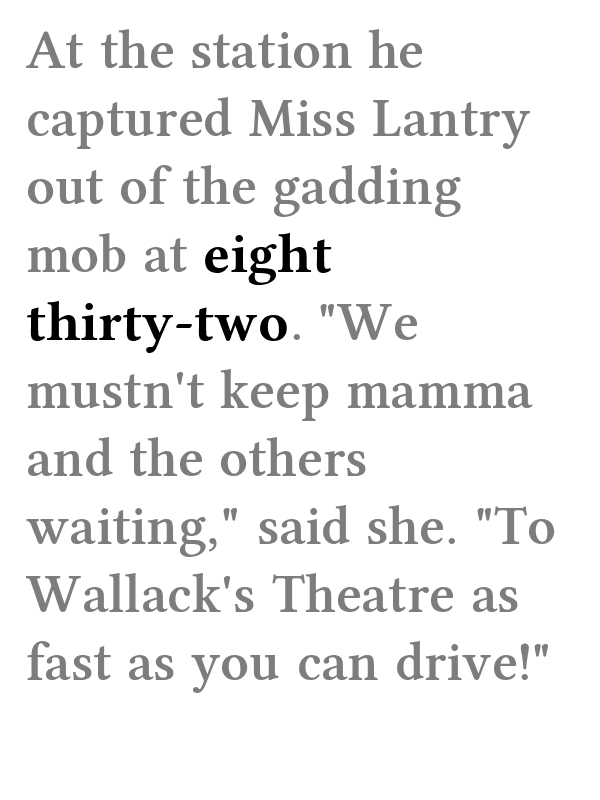 At the station he
captured Miss Lantry
out of the gadding
mob at eight
thirty-two. "We
mustn't keep mamma
and the others
waiting," said she. "To
Wallack's Theatre as
fast as you can drive!"